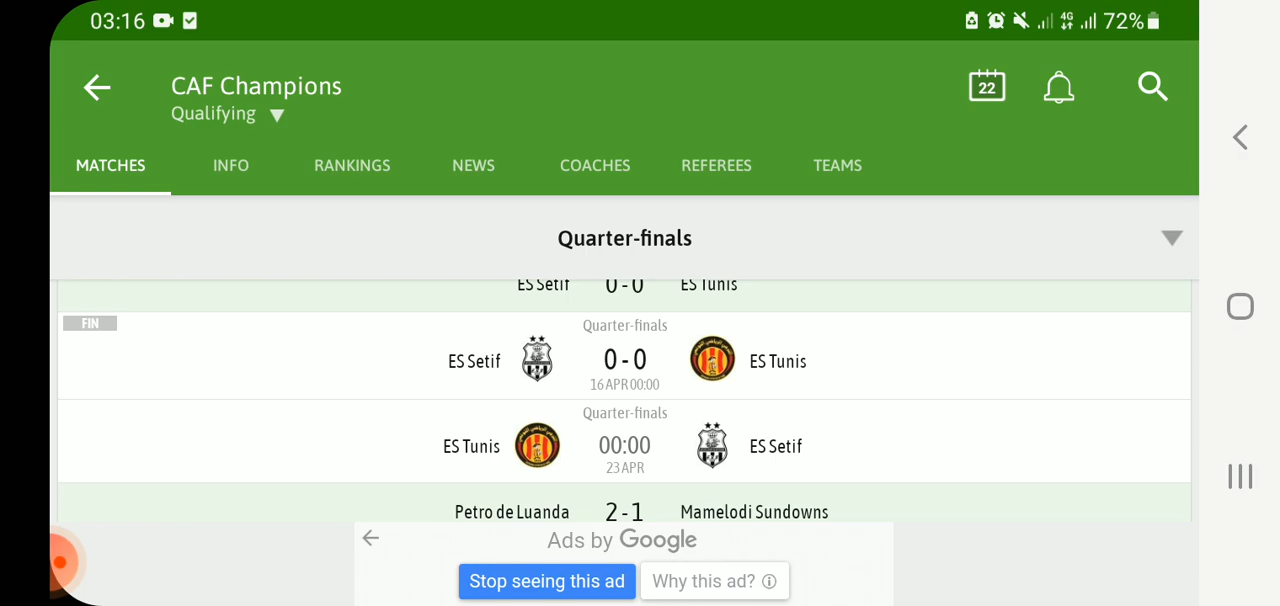 03:16 4G 72%
CAF Champions
22
Qualifying
MATCHES INFO RANKINGS NEWS COACHES REFEREES TEAMS
Quarter-finals
ES Setif 0-0 ES Tunis
FIN
Quarter-finals
ES Setif 0-0 ES Tunis
16 APR 00:00
Quarter-finals
ES Tunis 00:00 ES Setif
23 APR
Petro de Luanda 2-1 Mamelodi Sundowns
Ads by Google
Stop seeing this ad Why this ad?